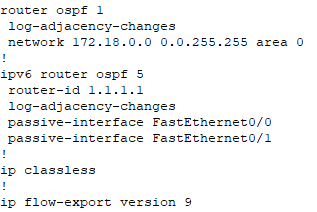 router ospf 1
log-adjacency-changes
network 172.18.0.0 0.0.255.255 area 0
!
ipv6 router ospf 5
router-id 1.1.1.1
log-adjacency-changes
passive-interface FastEthernet0/0
passive-interface FastEthernet0/1
!
ip classless
!
ip flow-export version 9